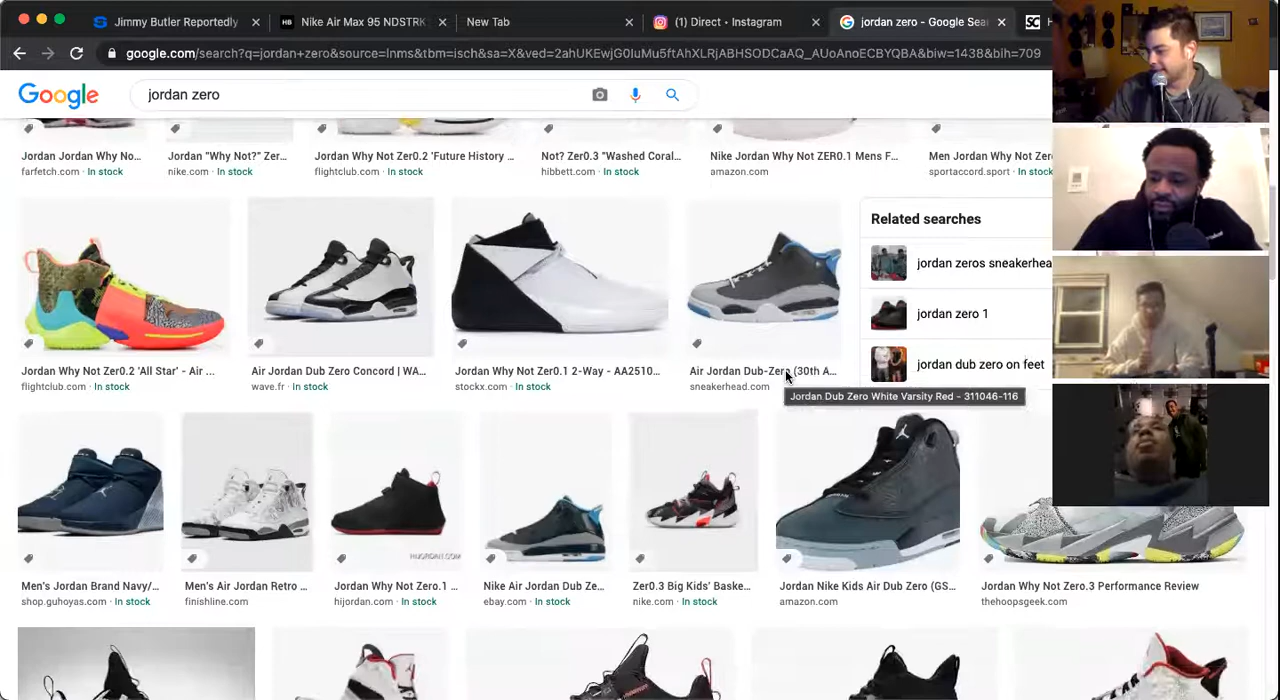 Jimmy Butler Reportedly
Nike Air Max 95 NDSTRK
New Tab
(1) Direct • Instagram
jordan zero - Google Sea
google.com/search?q=jordan+zero&source=lnms&tbm=isch&sa=X&ved=2ahUKEwjG0IuMu5ftAhXLRjABHSODCaAQ_AUoAnoECBYQBA&biw=1438&bih=709
Google
jordan zero
Jordan Jordan Why No...
farfetch.com · In stock
Jordan "Why Not?" Zer...
nike.com · In stock
Jordan Why Not Zer0.2 'Future History ...
flightclub.com · In stock
Not? Zer0.3 "Washed Coral...
hibbett.com · In stock
Nike Jordan Why Not ZER0.1 Mens F...
amazon.com
Men Jordan Why Not Zer
sportaccord.sport · In stock
Related searches
jordan zeros sneakerhea
jordan zero 1
jordan dub zero on feet
Jordan Why Not Zer0.2 'All Star' - Air ...
flightclub.com · In stock
Air Jordan Dub Zero Concord | WA...
wave.fr · In stock
Jordan Why Not Zer0.1 2-Way - AA2510...
stockx.com · In stock
Air Jordan Dub-Zero (30th A...
sneakerhead.com
Jordan Dub Zero White Varsity Red - 311046-116
HIJORDAN.COM
Men's Jordan Brand Navy/...
shop.guhoyas.com · In stock
Men's Air Jordan Retro ...
finishline.com
Jordan Why Not Zero.1 ...
hijordan.com · In stock
Nike Air Jordan Dub Ze...
ebay.com · In stock
Zer0.3 Big Kids' Baske...
nike.com · In stock
Jordan Nike Kids Air Dub Zero (GS...
amazon.com
Jordan Why Not Zero.3 Performance Review
thehoopsgeek.com